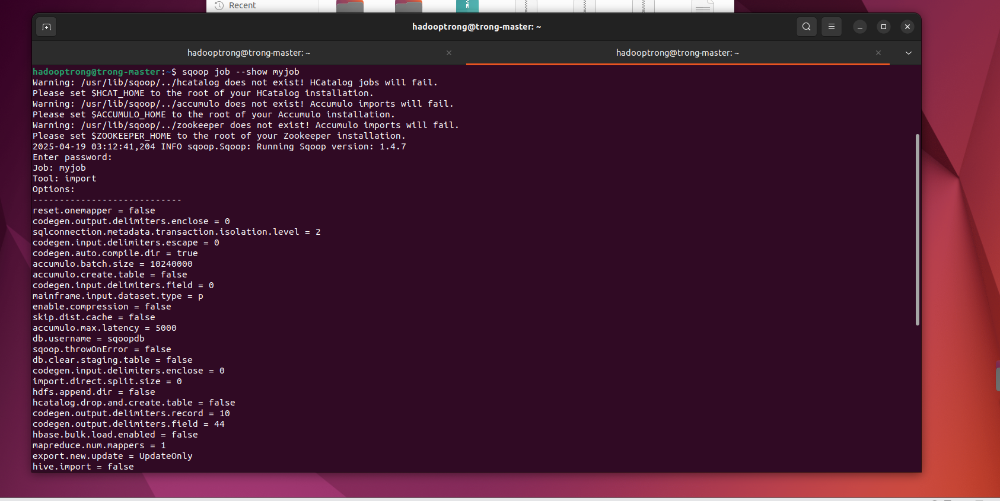 Recent
hadooptrong@trong-master: ~
hadooptrong@trong-master: ~
hadooptrong@trong-master: ~
hadooptrong@trong-master:~$ sqoop job --show myjob
Warning: /usr/lib/sqoop/../hcatalog does not exist! HCatalog jobs will fail.
Please set $HCAT_HOME to the root of your HCatalog installation.
Warning: /usr/lib/sqoop/../accumulo does not exist! Accumulo imports will fail.
Please set $ACCUMULO_HOME to the root of your Accumulo installation.
Warning: /usr/lib/sqoop/../zookeeper does not exist! Accumulo imports will fail.
Please set $ZOOKEEPER_HOME to the root of your Zookeeper installation.
2025-04-19 03:12:41,204 INFO sqoop.Sqoop: Running Sqoop version: 1.4.7
Enter password:
Job: myjob
Tool: import
Options:
----------------------------
reset.onemapper = false
codegen.output.delimiters.enclose = 0
sqlconnection.metadata.transaction.isolation.level = 2
codegen.input.delimiters.escape = 0
codegen.auto.compile.dir = true
accumulo.batch.size = 10240000
accumulo.create.table = false
codegen.input.delimiters.field = 0
mainframe.input.dataset.type = p
enable.compression = false
skip.dist.cache = false
accumulo.max.latency = 5000
db.username = sqoopdb
sqoop.throwOnError = false
db.clear.staging.table = false
codegen.input.delimiters.enclose = 0
import.direct.split.size = 0
hdfs.append.dir = false
hcatalog.drop.and.create.table = false
codegen.output.delimiters.record = 10
codegen.output.delimiters.field = 44
hbase.bulk.load.enabled = false
mapreduce.num.mappers = 1
export.new.update = UpdateOnly
hive.import = false